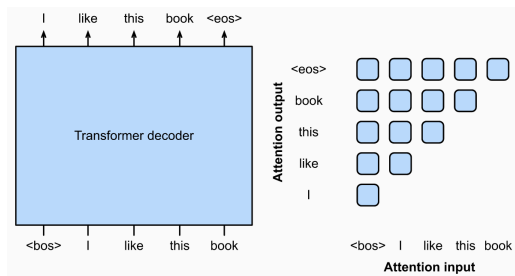 I like this book <eos>
Transformer decoder
<bos> I like this book
Attention output
<eos>
book
this
like
I
<bos> I like this book
Attention input